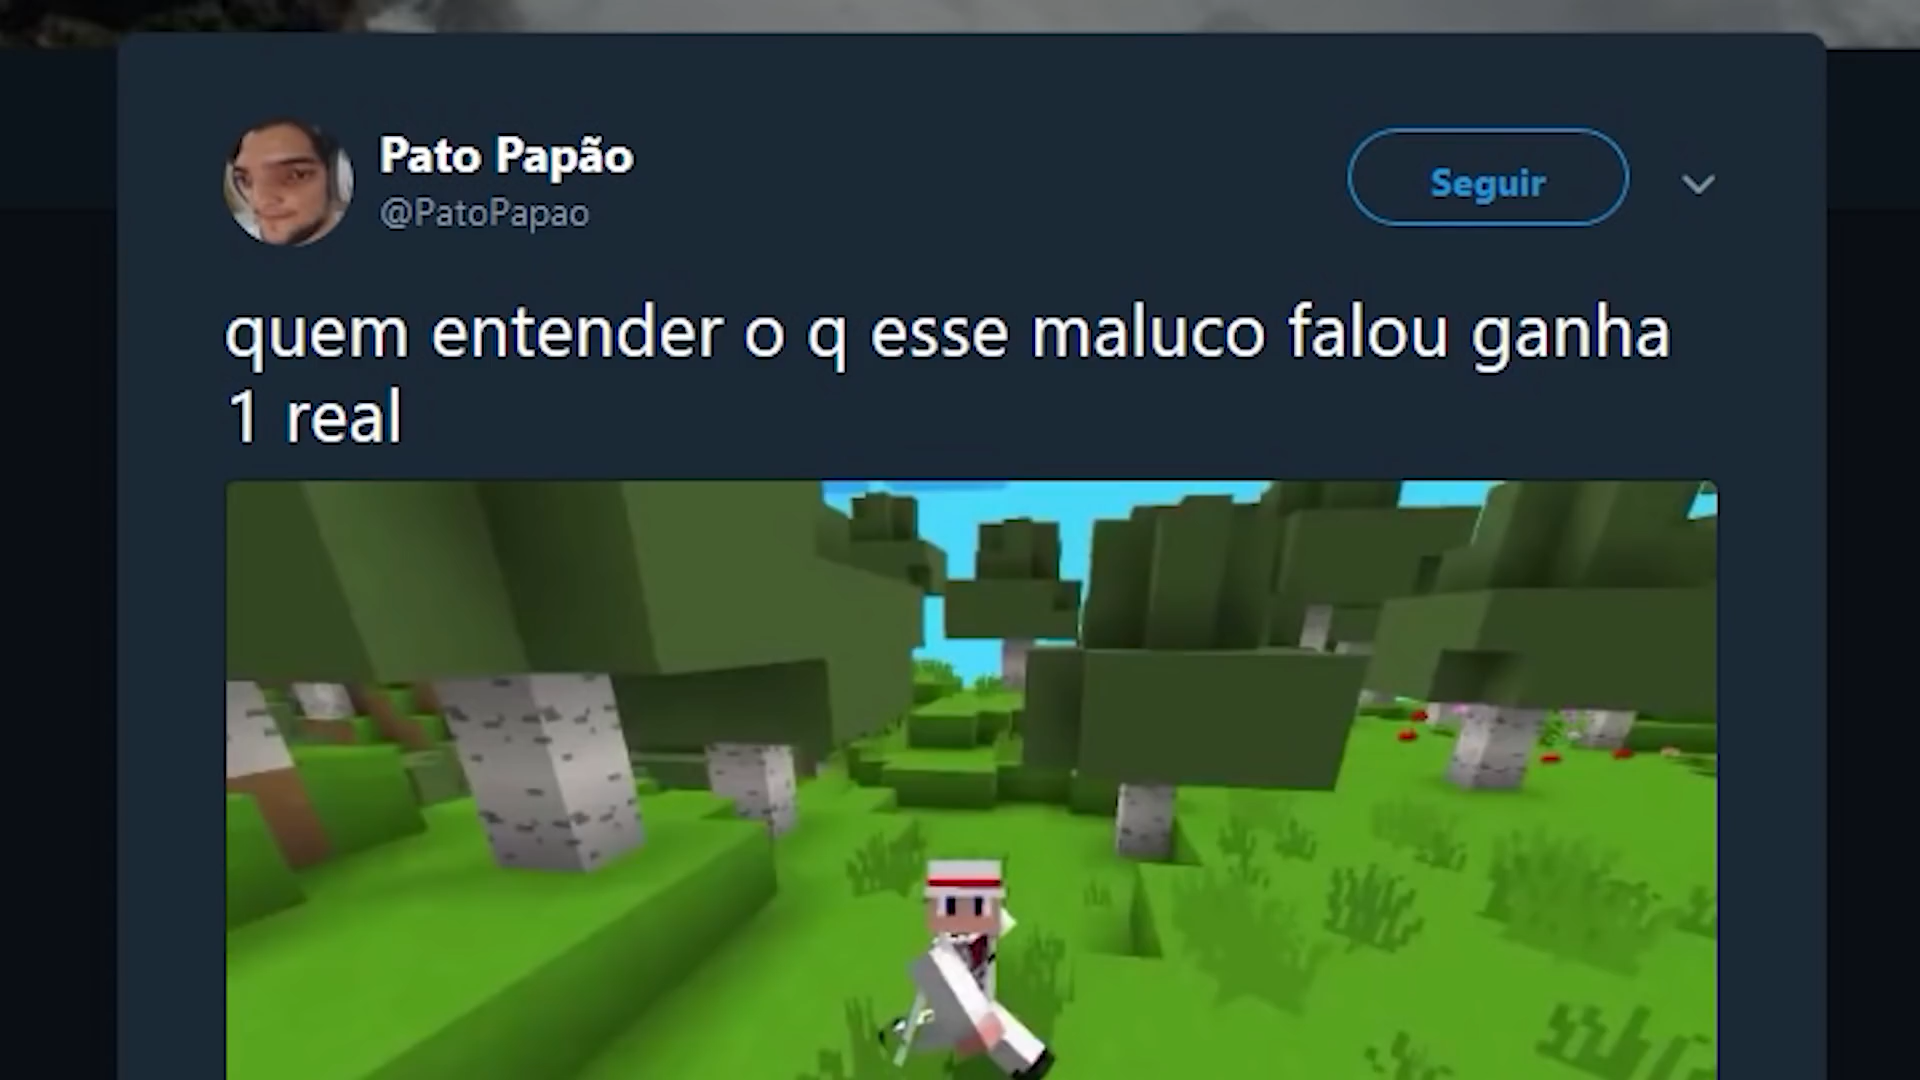 Pato Papão
@PatoPapao
Seguir
quem entender o q esse maluco falou ganha
1 real